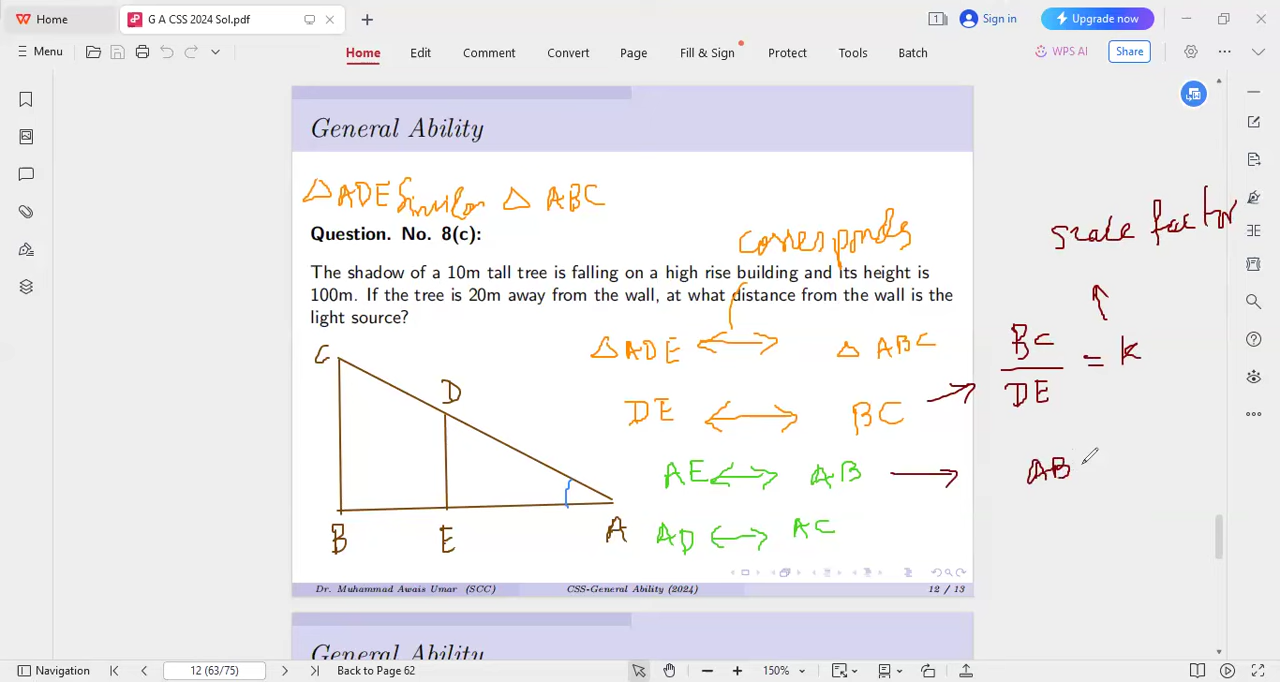 Home
G A CSS 2024 Sol.pdf
1
Sign in
Upgrade now
Menu
Home
Edit
Comment
Convert
Page
Fill & Sign
Protect
Tools
Batch
WPS AI
Share
General Ability
△ ADE Similar △ ABC
Question. No. 8(c):
corresponds
scale factor
The shadow of a 10m tall tree is falling on a high rise building and its height is
100m. If the tree is 20m away from the wall, at what distance from the wall is the
light source?
△ ADE ⟷ △ ABC
BC/DE = k
DE ⟷ BC →
AE ⟷ AB → AB
AD ⟷ AC
C
D
B
E
A
Dr. Muhammad Awais Umar (SCC)
CSS-General Ability (2024)
12 / 13
General Ability
Navigation
12 (63/75)
Back to Page 62
150%